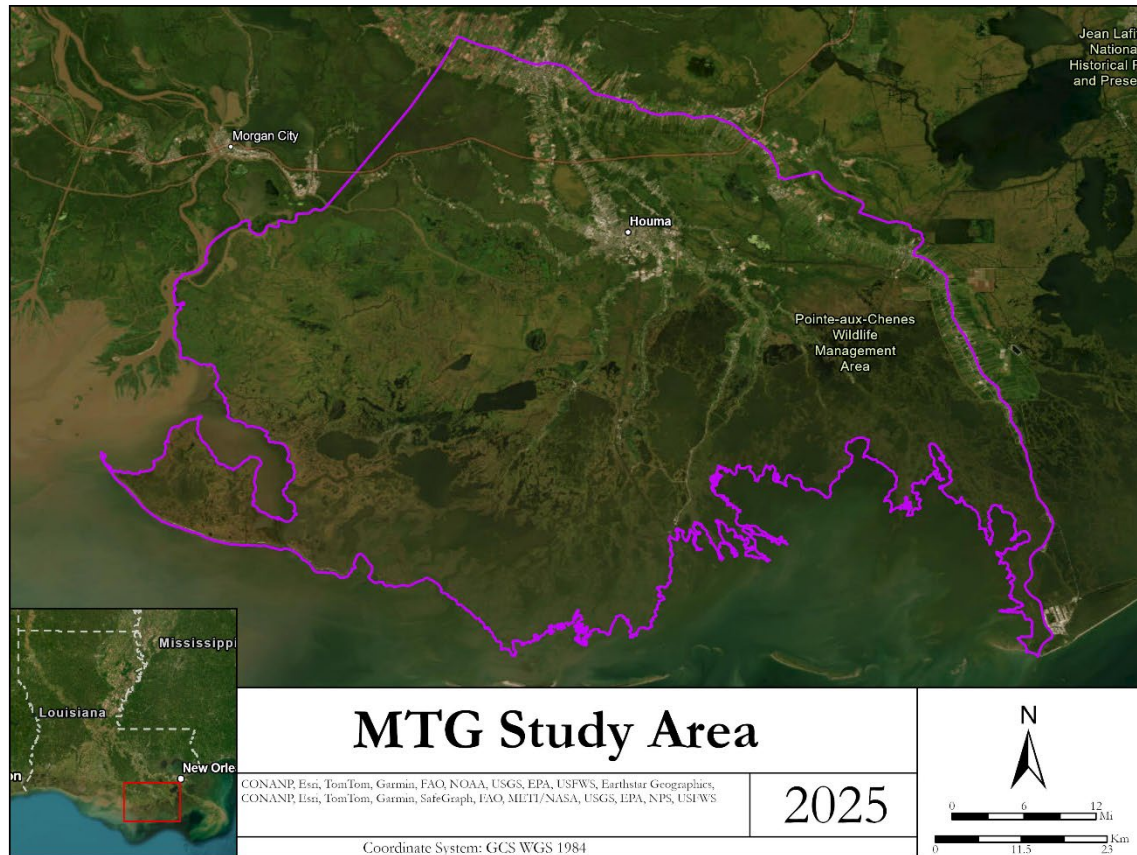 Jean Lafi
National
Historical P
and Prese
Morgan City
Houma
Pointe-aux-Chenes
Wildlife
Management
Area
Mississippi
Louisiana
New Orle
on
MTG Study Area
CONANP, Esri, TomTom, Garmin, FAO, NOAA, USGS, EPA, USFWS, Earthstar Geographics,
CONANP, Esri, TomTom, Garmin, SafeGraph, FAO, METI/NASA, USGS, EPA, NPS, USFWS
2025
Coordinate System: GCS WGS 1984
N
0 6 12
Mi
Km
0 11.5 23